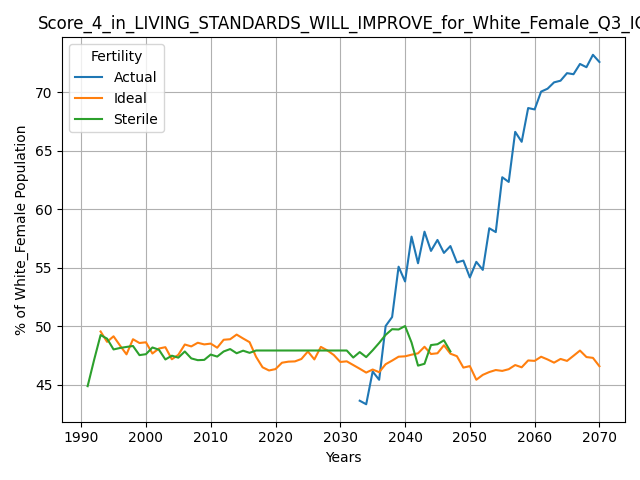 Score_4_in_LIVING_STANDARDS_WILL_IMPROVE_for_White_Female_Q3_IC
Fertility
Actual
Ideal
Sterile
% of White_Female Population
70
65
60
55
50
45
1990 2000 2010 2020 2030 2040 2050 2060 2070
Years